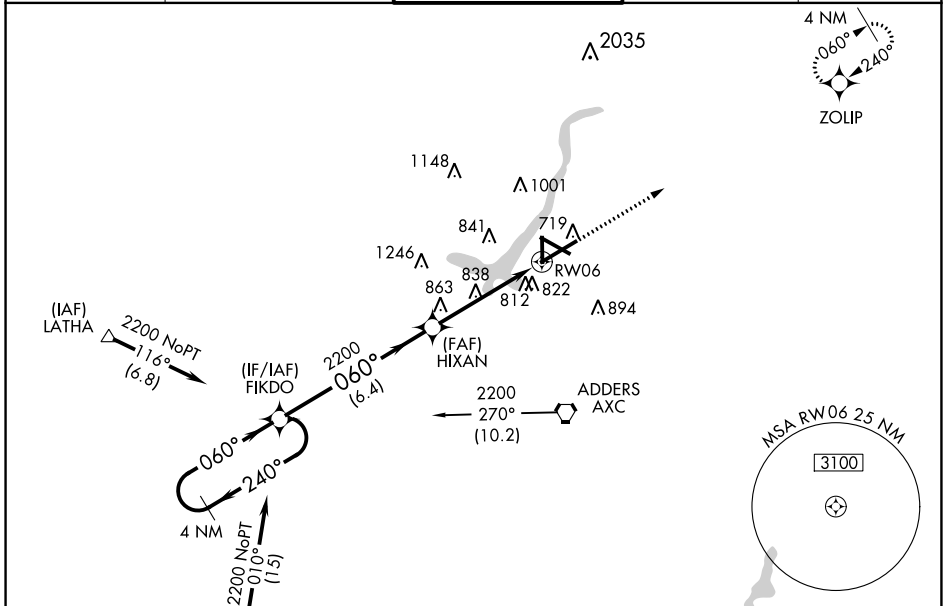 4 NM
060°
240°
ZOLIP
2035
1148
1001
841
719
1246
RW06
838
863
812
822
894
(IAF)
LATHA
2200 NoPT
116°
(6.8)
(FAF)
HIXAN
(IF/IAF)
FIKDO
2200
060°
(6.4)
2200
270°
(10.2)
ADDERS
AXC
MSA RW06 25 NM
3100
060°
240°
4 NM
2200 NoPT
010°
(15)